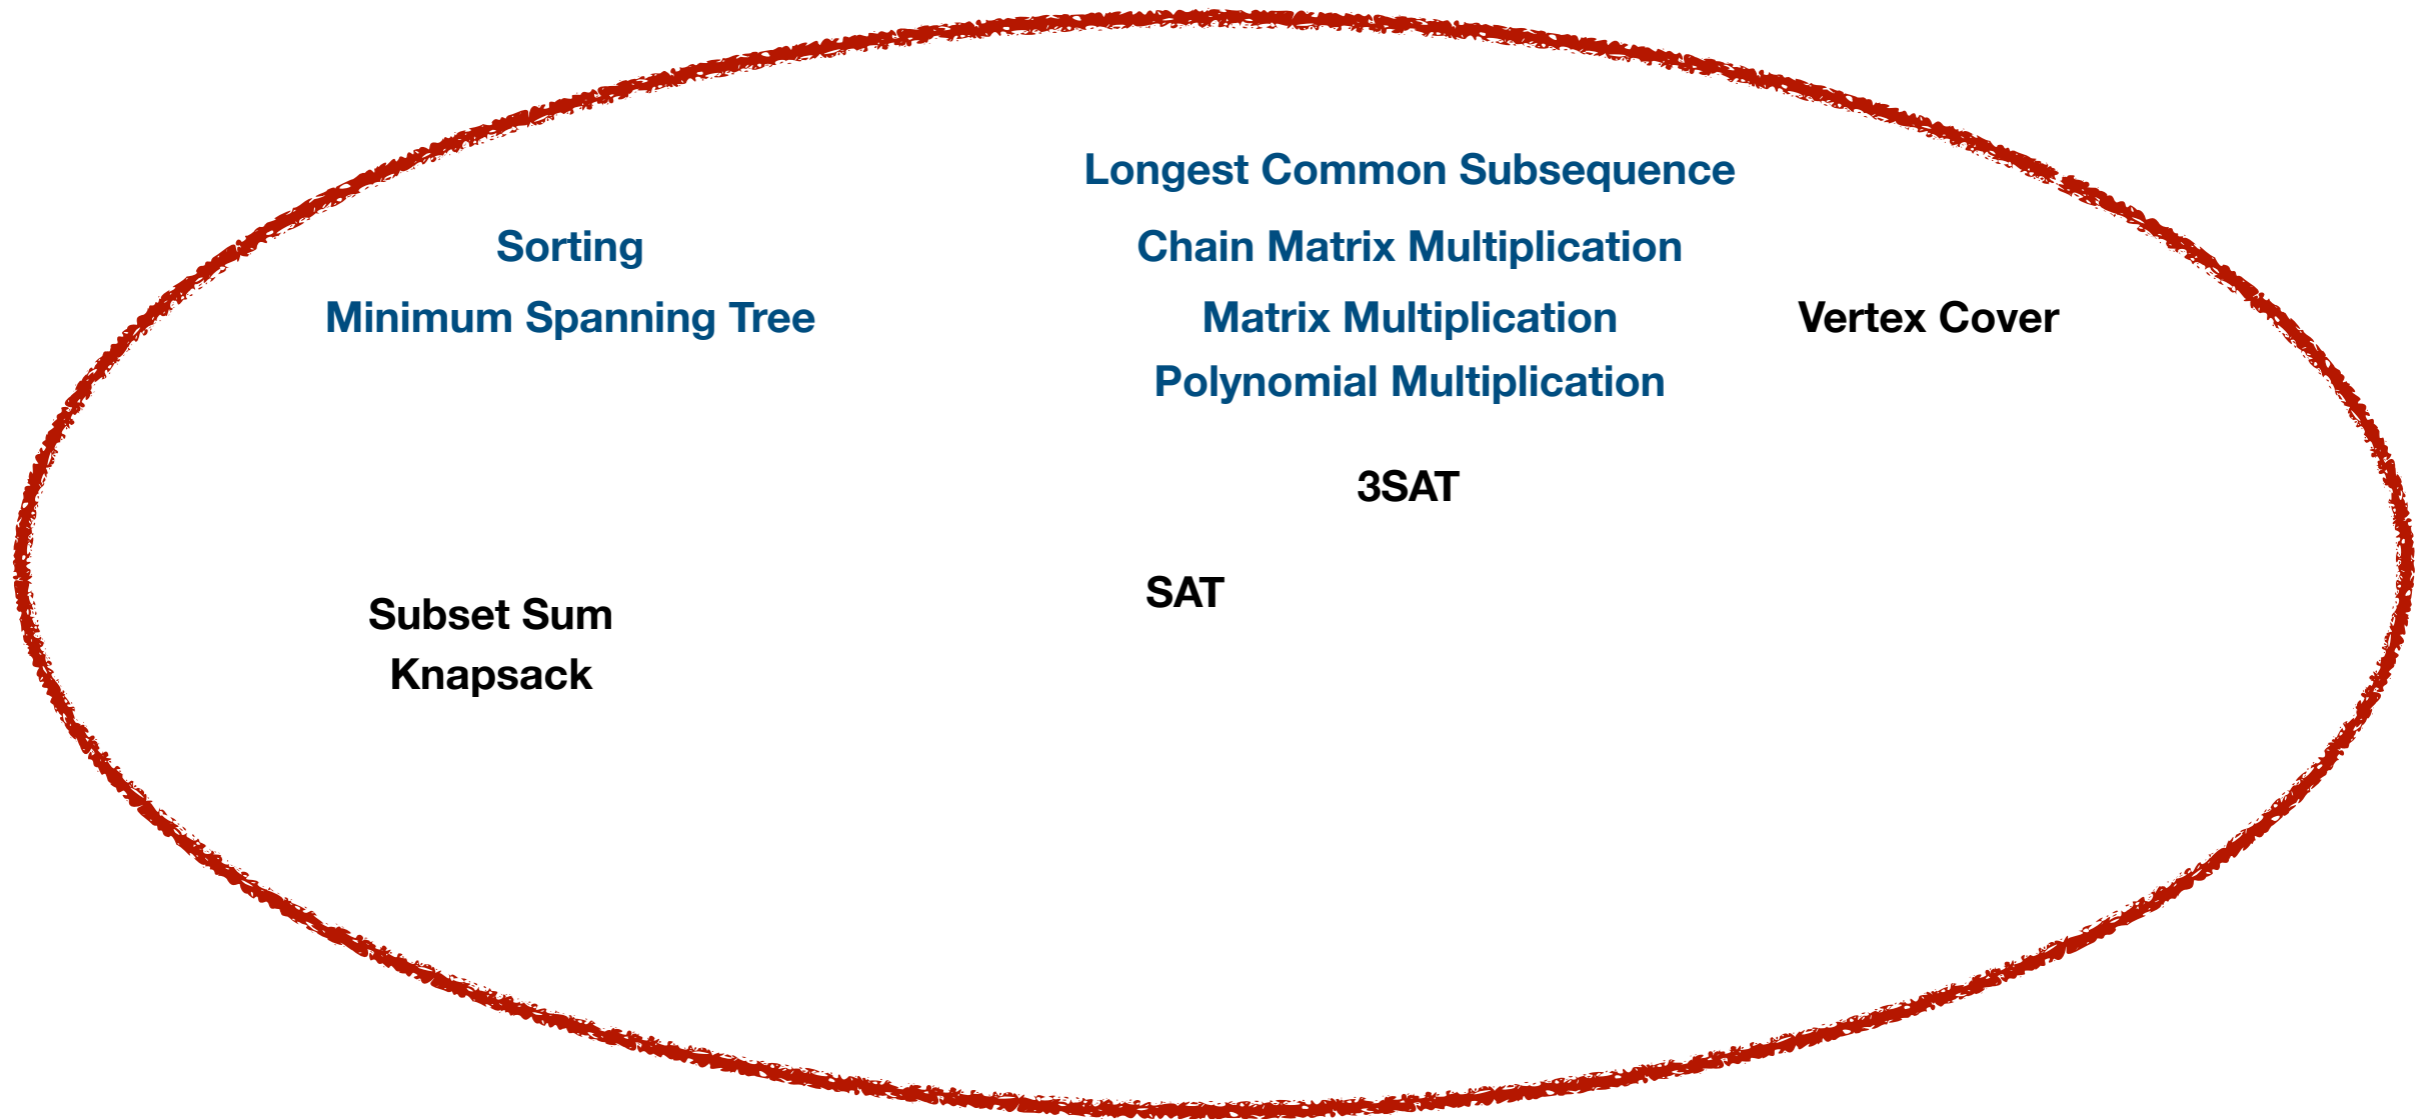 Longest Common Subsequence
Sorting
Chain Matrix Multiplication
Minimum Spanning Tree
Matrix Multiplication
Vertex Cover
Polynomial Multiplication
3SAT
SAT
Subset Sum
Knapsack